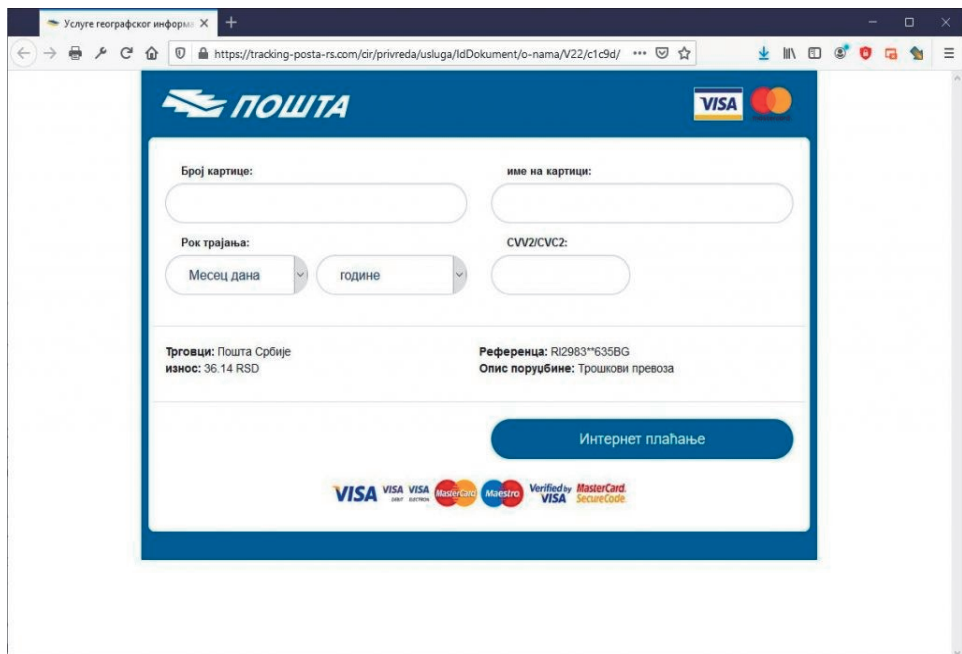 Услуге географског информа
https://tracking-posta-rs.com/cir/privreda/usluga/IdDokument/o-nama/V22/c1c9d/
ПОШТА
VISA
Број картице:
име на картици:
Рок трајања:
CVV2/CVC2:
Месец дана
године
Трговци: Пошта Србије
Референца: RI2983**635BG
износ: 36.14 RSD
Опис поруџбине: Трошкови превоза
Интернет плаћање
VISA VISA DEBIT VISA ELECTRON MasterCard Maestro Verified by VISA MasterCard. SecureCode.